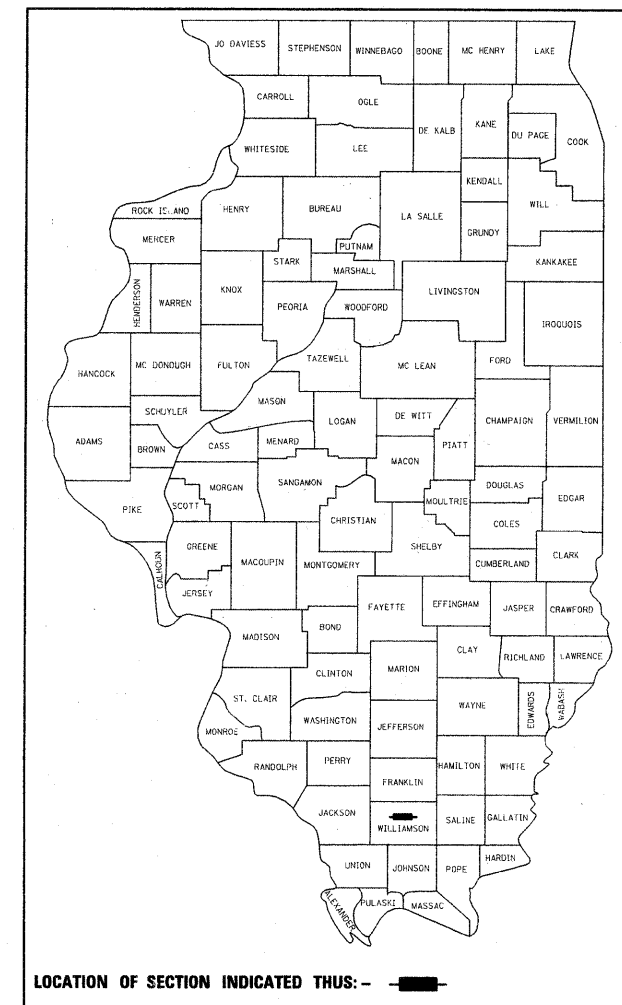 JO DAVIESS STEPHENSON WINNEBAGO BOONE MC HENRY LAKE
CARROLL OGLE
DE KALB KANE DU PAGE COOK
WHITESIDE LEE
KENDALL
ROCK ISLAND HENRY BUREAU LA SALLE WILL
GRUNDY
MERCER PUTNAM
STARK MARSHALL KANKAKEE
HENDERSON WARREN KNOX PEORIA WOODFORD LIVINGSTON IROQUOIS
HANCOCK MC DONOUGH FULTON TAZEWELL MC LEAN FORD
MASON
SCHUYLER LOGAN DE WITT CHAMPAIGN VERMILION
ADAMS BROWN CASS MENARD PIATT
MACON
PIKE SCOTT MORGAN SANGAMON MOULTRIE DOUGLAS EDGAR
CHRISTIAN COLES
CALHOUN GREENE MACOUPIN MONTGOMERY SHELBY CUMBERLAND CLARK
JERSEY
FAYETTE EFFINGHAM JASPER CRAWFORD
MADISON BOND
CLAY RICHLAND LAWRENCE
CLINTON MARION
ST. CLAIR WAYNE EDWARDS WABASH
WASHINGTON
MONROE JEFFERSON
RANDOLPH PERRY HAMILTON WHITE
FRANKLIN
JACKSON WILLIAMSON SALINE GALLATIN
UNION JOHNSON POPE HARDIN
ALEXANDER PULASKI MASSAC
LOCATION OF SECTION INDICATED THUS: -